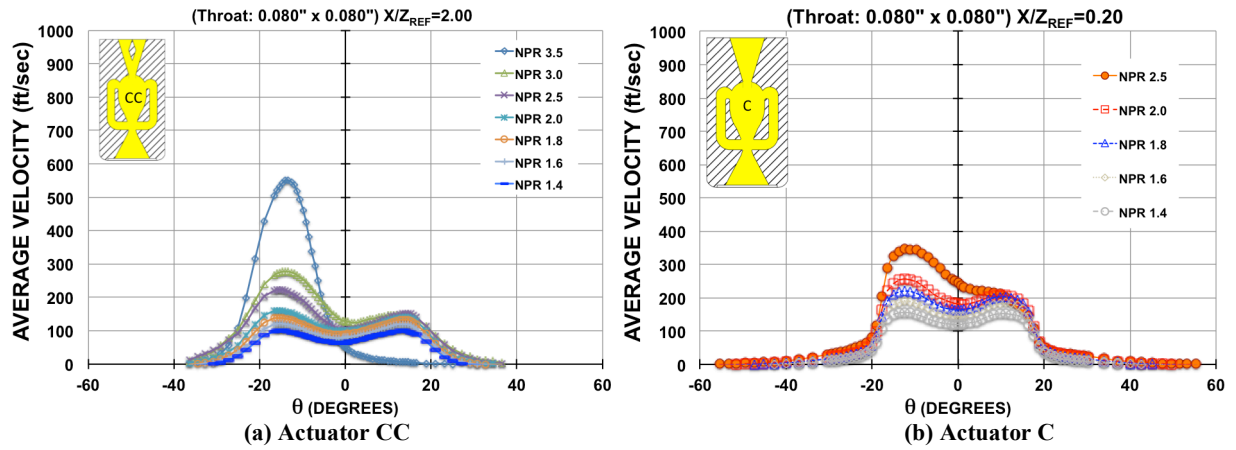 (Throat: 0.080" x 0.080") X/ZREF=2.00
AVERAGE VELOCITY (ft/sec)
1000
900
800
700
600
500
400
300
200
100
0
-60
-40
-20
0
20
40
60
θ (DEGREES)
CC
NPR 3.5
NPR 3.0
NPR 2.5
NPR 2.0
NPR 1.8
NPR 1.6
NPR 1.4
(a) Actuator CC
(Throat: 0.080" x 0.080") X/ZREF=0.20
AVERAGE VELOCITY (ft/sec)
1000
900
800
700
600
500
400
300
200
100
0
-60
-40
-20
0
20
40
60
θ (DEGREES)
C
NPR 2.5
NPR 2.0
NPR 1.8
NPR 1.6
NPR 1.4
(b) Actuator C